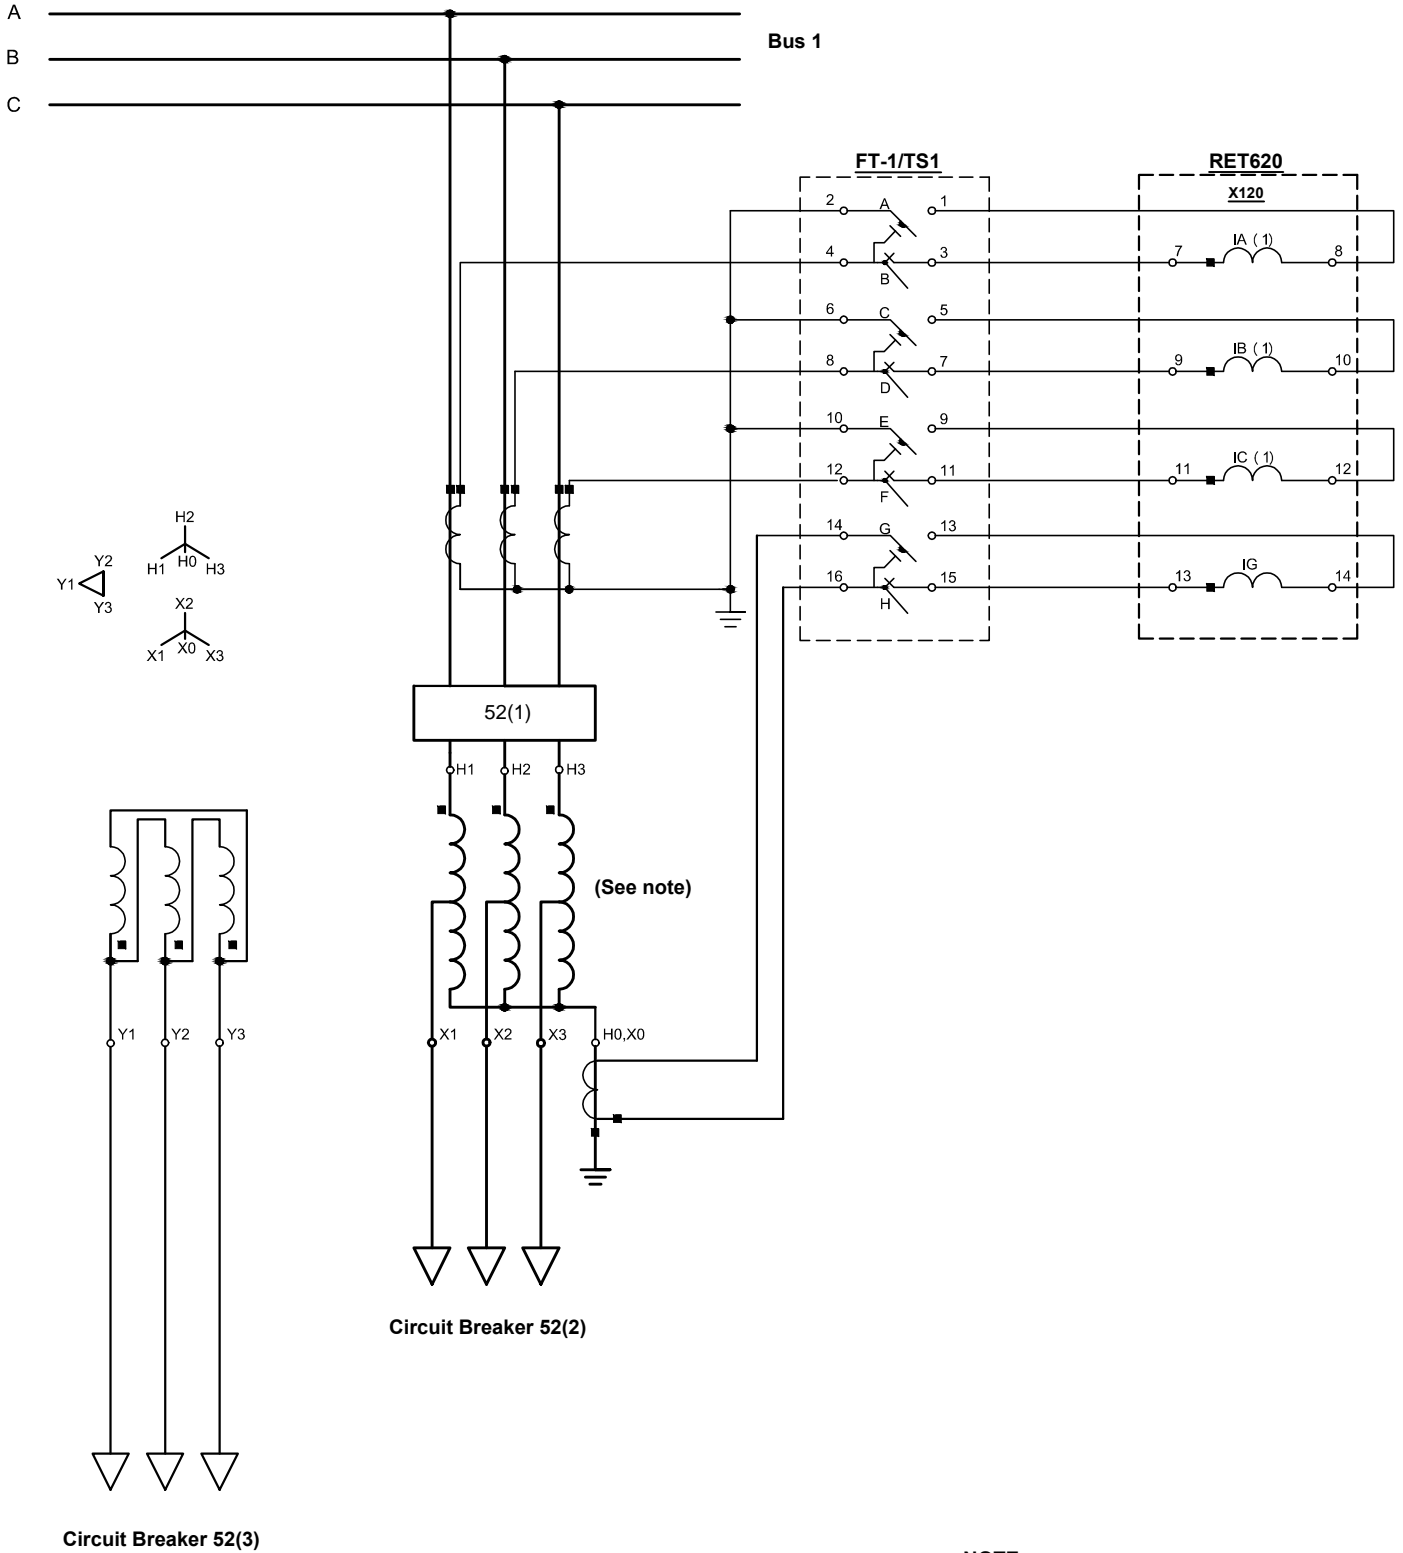 A
Bus 1
B
C
FT-1/TS1
RET620
X120
2 A 1
IA (1)
4 3 7 8
B
6 C 5
IB (1)
8 7 9 10
D
10 E 9
IC (1)
12 11 11 12
F
14 G 13
IG
16 15 13 14
H
H2
H1 H0 H3
Y2
Y1
Y3
X2
X1 X0 X3
52(1)
H1 H2 H3
(See note)
Y1 Y2 Y3 X1 X2 X3 H0,X0
Circuit Breaker 52(2)
Circuit Breaker 52(3)